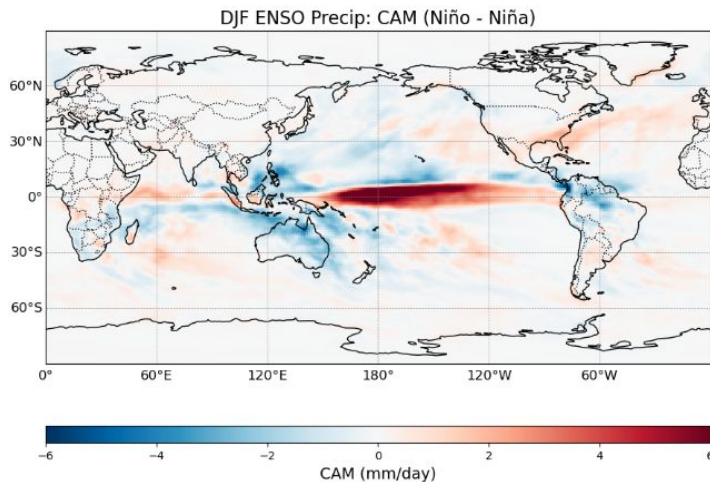 DJF ENSO Precip: CAM (Niño - Niña)
60°N
30°N
0°
30°S
60°S
0° 60°E 120°E 180° 120°W 60°W
−6 −4 −2 0 2 4 6
CAM (mm/day)